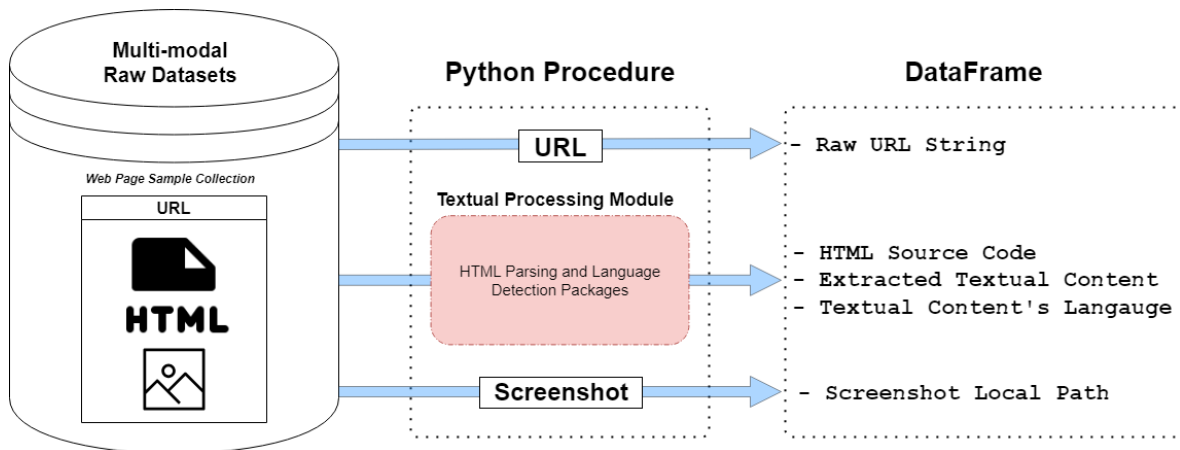 Multi-modal
Raw Datasets
Web Page Sample Collection
URL
HTML
Python Procedure
URL
Textual Processing Module
HTML Parsing and Language
Detection Packages
Screenshot
DataFrame
- Raw URL String
- HTML Source Code
- Extracted Textual Content
- Textual Content's Langauge
- Screenshot Local Path